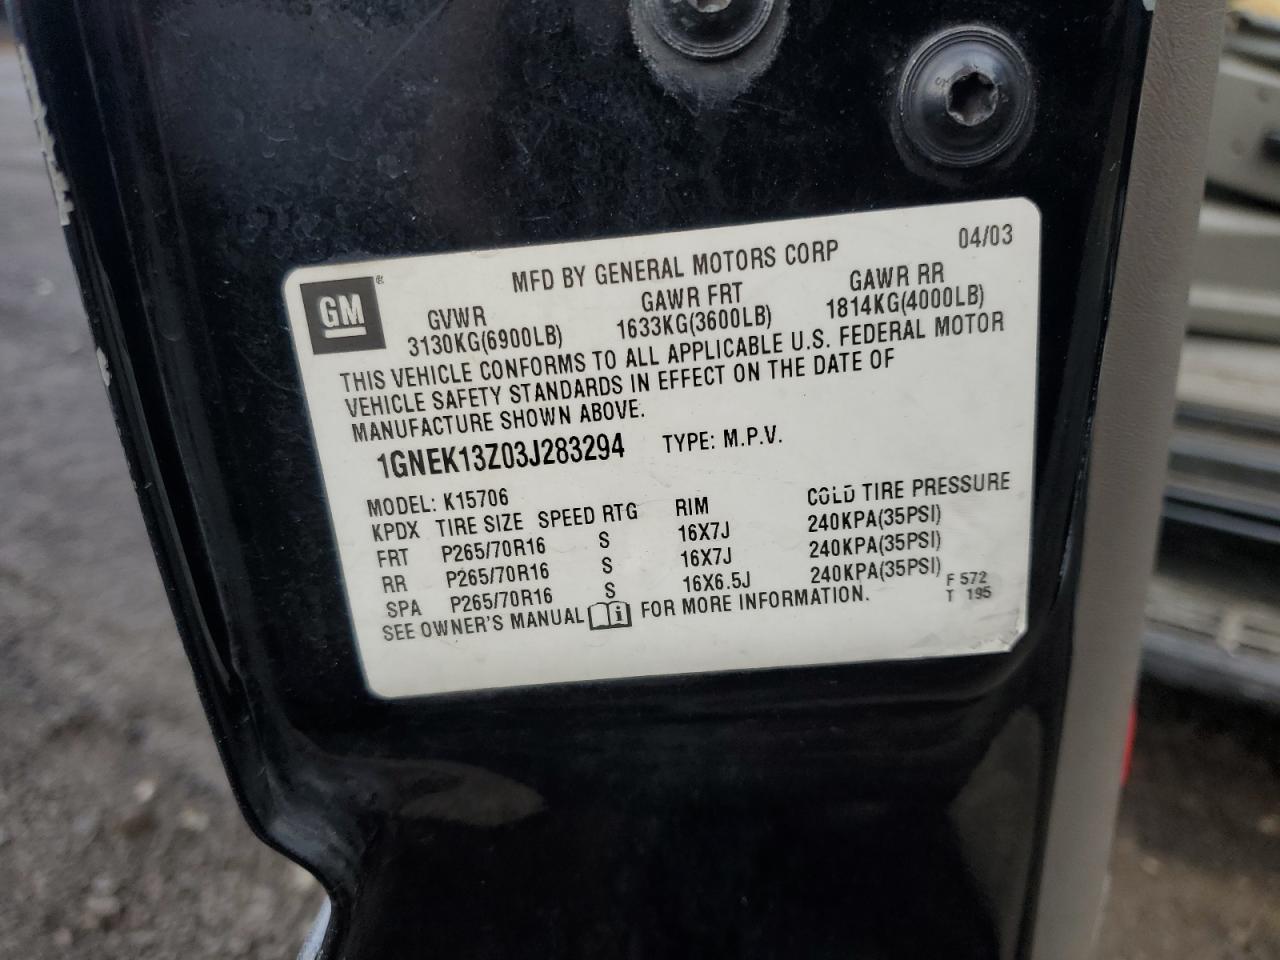 MFD BY GENERAL MOTORS CORP 04/03
GM®
GVWR GAWR FRT GAWR RR
3130KG(6900LB) 1633KG(3600LB) 1814KG(4000LB)
THIS VEHICLE CONFORMS TO ALL APPLICABLE U.S. FEDERAL MOTOR
VEHICLE SAFETY STANDARDS IN EFFECT ON THE DATE OF
MANUFACTURE SHOWN ABOVE.
1GNEK13Z03J283294 TYPE: M.P.V.
MODEL: K15706
KPDX TIRE SIZE SPEED RTG RIM COLD TIRE PRESSURE
FRT P265/70R16 S 16X7J 240KPA(35PSI)
RR P265/70R16 S 16X7J 240KPA(35PSI)
SPA P265/70R16 S 16X6.5J 240KPA(35PSI)
SEE OWNER'S MANUAL i FOR MORE INFORMATION.
F 572
T 195